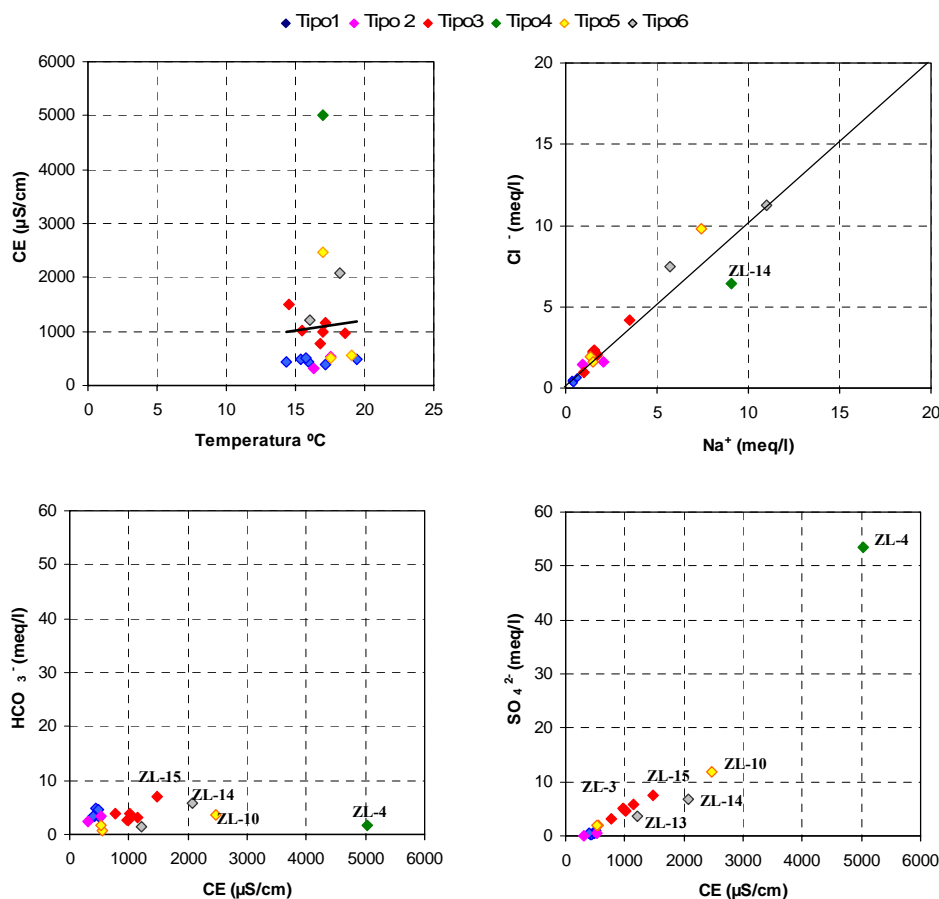 Tipo1 Tipo 2 Tipo3 Tipo4 Tipo5 Tipo6
6000
5000
4000
3000
2000
1000
0
0 5 10 15 20 25
CE (µS/cm)
Temperatura ºC
20
15
10
5
0
0 5 10 15 20
Cl - (meq/l)
Na+ (meq/l)
ZL-14
60
50
40
30
20
10
0
0 1000 2000 3000 4000 5000 6000
HCO 3 - (meq/l)
CE (µS/cm)
ZL-15
ZL-14
ZL-10
ZL-4
60
50
40
30
20
10
0
0 1000 2000 3000 4000 5000 6000
SO 4 2- (meq/l)
CE (µS/cm)
ZL-4
ZL-10
ZL-3
ZL-15
ZL-14
ZL-13